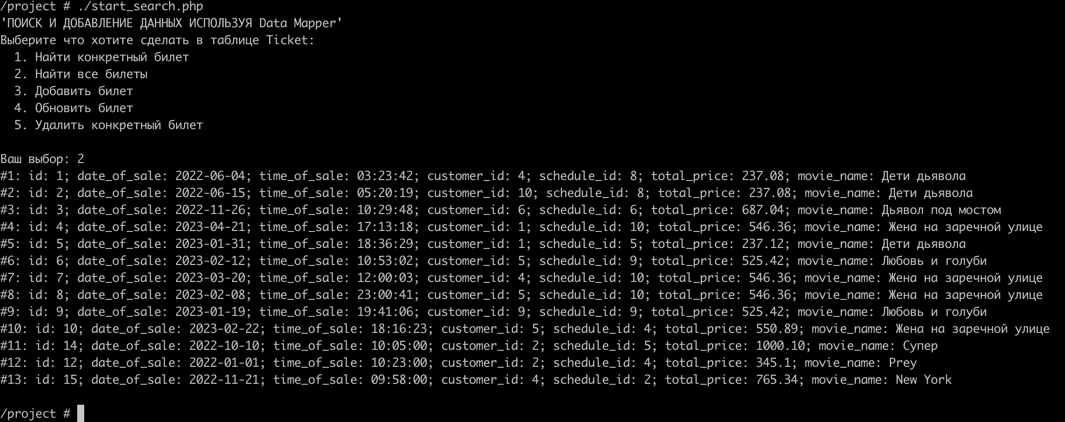 /project # ./start_search.php
'ПОИСК И ДОБАВЛЕНИЕ ДАННЫХ ИСПОЛЬЗУЯ Data Mapper'
Выберите что хотите сделать в таблице Ticket:
  1. Найти конкретный билет
  2. Найти все билеты
  3. Добавить билет
  4. Обновить билет
  5. Удалить конкретный билет
Ваш выбор: 2
#1: id: 1; date_of_sale: 2022-06-04; time_of_sale: 03:23:42; customer_id: 4; schedule_id: 8; total_price: 237.08; movie_name: Дети дьявола
#2: id: 2; date_of_sale: 2022-06-15; time_of_sale: 05:20:19; customer_id: 10; schedule_id: 8; total_price: 237.08; movie_name: Дети дьявола
#3: id: 3; date_of_sale: 2022-11-26; time_of_sale: 10:29:48; customer_id: 6; schedule_id: 6; total_price: 687.04; movie_name: Дьявол под мостом
#4: id: 4; date_of_sale: 2023-04-21; time_of_sale: 17:13:18; customer_id: 1; schedule_id: 10; total_price: 546.36; movie_name: Жена на заречной улице
#5: id: 5; date_of_sale: 2023-01-31; time_of_sale: 18:36:29; customer_id: 1; schedule_id: 5; total_price: 237.12; movie_name: Дети дьявола
#6: id: 6; date_of_sale: 2023-02-12; time_of_sale: 10:53:02; customer_id: 5; schedule_id: 9; total_price: 525.42; movie_name: Любовь и голуби
#7: id: 7; date_of_sale: 2023-03-20; time_of_sale: 12:00:03; customer_id: 4; schedule_id: 10; total_price: 546.36; movie_name: Жена на заречной улице
#8: id: 8; date_of_sale: 2023-02-08; time_of_sale: 23:00:41; customer_id: 5; schedule_id: 10; total_price: 546.36; movie_name: Жена на заречной улице
#9: id: 9; date_of_sale: 2023-01-19; time_of_sale: 19:41:06; customer_id: 9; schedule_id: 9; total_price: 525.42; movie_name: Любовь и голуби
#10: id: 10; date_of_sale: 2023-02-22; time_of_sale: 18:16:23; customer_id: 5; schedule_id: 4; total_price: 550.89; movie_name: Жена на заречной улице
#11: id: 14; date_of_sale: 2022-10-10; time_of_sale: 10:05:00; customer_id: 2; schedule_id: 5; total_price: 1000.10; movie_name: Супер
#12: id: 12; date_of_sale: 2022-01-01; time_of_sale: 10:23:00; customer_id: 2; schedule_id: 4; total_price: 345.1; movie_name: Prey
#13: id: 15; date_of_sale: 2022-11-21; time_of_sale: 09:58:00; customer_id: 4; schedule_id: 2; total_price: 765.34; movie_name: New York
/project #